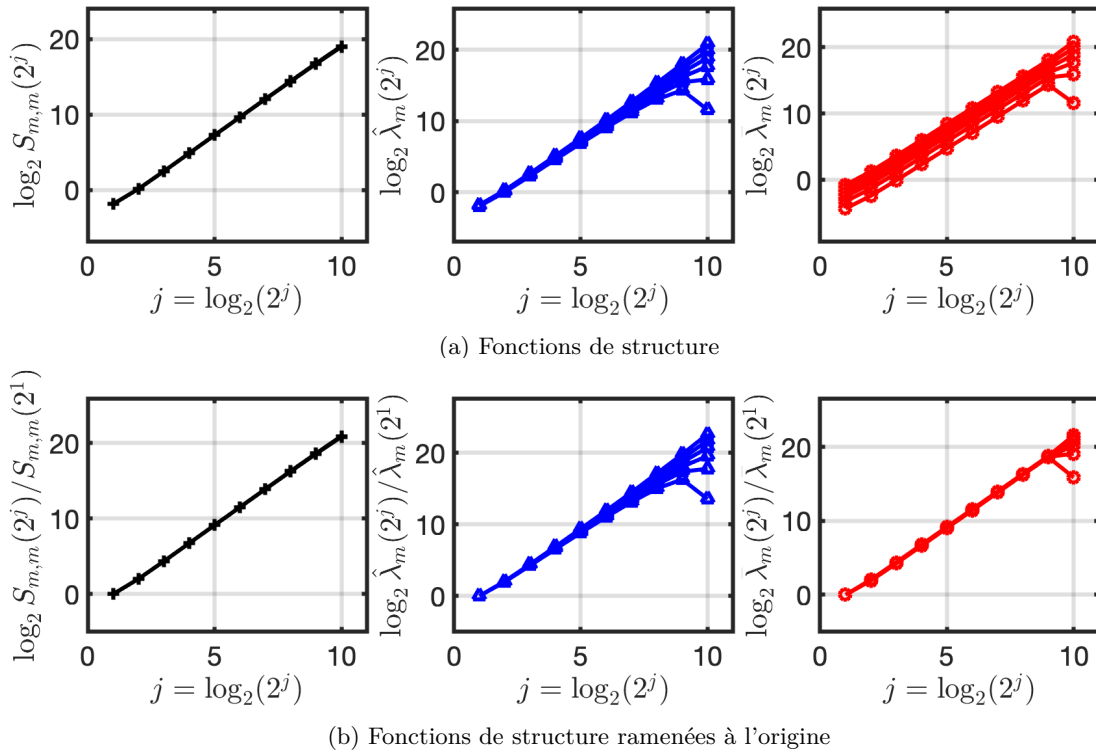 log₂ S_{m,m}(2^j)
20
10
0
0 5 10
j = log₂(2^j)
log₂ λ̂_m(2^j)
20
10
0
0 5 10
j = log₂(2^j)
log₂ λ̄_m(2^j)
20
10
0
0 5 10
j = log₂(2^j)
(a) Fonctions de structure
log₂ S_{m,m}(2^j)/S_{m,m}(2^1)
20
10
0
0 5 10
j = log₂(2^j)
log₂ λ̂_m(2^j)/λ̂_m(2^1)
20
10
0
0 5 10
j = log₂(2^j)
log₂ λ̄_m(2^j)/λ̄_m(2^1)
20
10
0
0 5 10
j = log₂(2^j)
(b) Fonctions de structure ramenées à l'origine